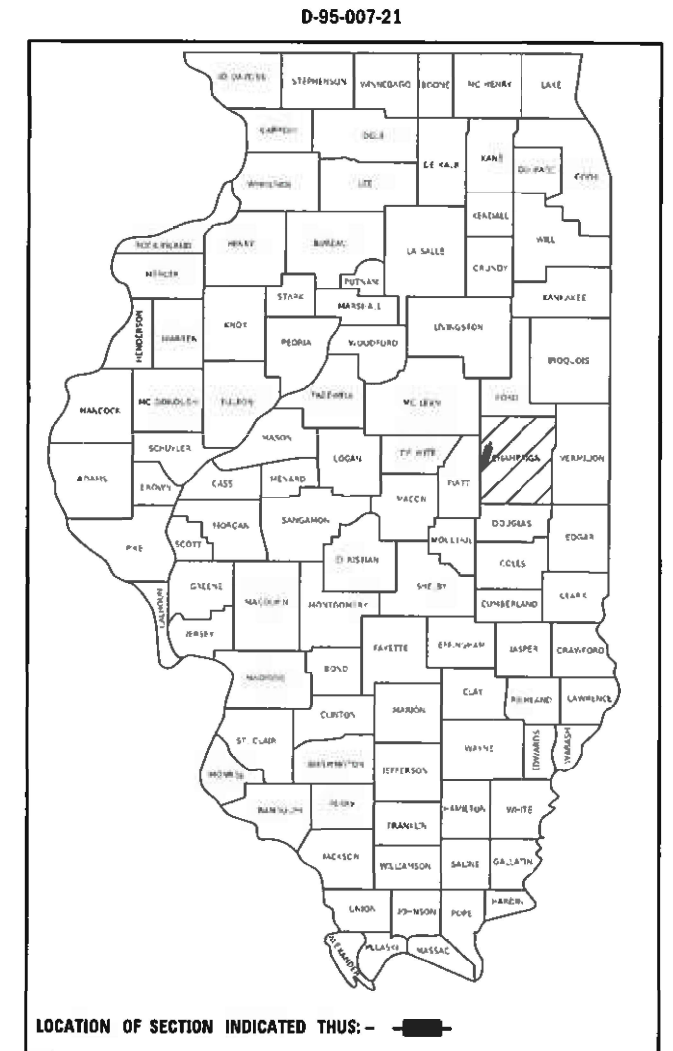 D-95-007-21
JO DAVIESS STEPHENSON WINNEBAGO BOONE MC HENRY LAKE
CARROLL OGLE DE KALB KANE DU PAGE COOK
WHITESIDE LEE
KENDALL
ROCK ISLAND HENRY BUREAU LA SALLE WILL
MERCER PUTNAM GRUNDY
STARK MARSHALL KANKAKEE
HENDERSON WARREN KNOX PEORIA WOODFORD LIVINGSTON
IROQUOIS
HANCOCK MC DONOUGH FULTON TAZEWELL MC LEAN FORD
MASON
SCHUYLER LOGAN DE WITT CHAMPAIGN VERMILION
ADAMS BROWN CASS MENARD PIATT
MACON
PIKE SCOTT MORGAN SANGAMON MOULTRIE DOUGLAS EDGAR
CHRISTIAN COLES
CALHOUN GREENE MACOUPIN MONTGOMERY SHELBY CUMBERLAND CLARK
JERSEY FAYETTE EFFINGHAM JASPER CRAWFORD
MADISON BOND
CLINTON MARION CLAY RICHLAND LAWRENCE
ST. CLAIR WASHINGTON JEFFERSON WAYNE EDWARDS WABASH
MONROE
RANDOLPH PERRY FRANKLIN HAMILTON WHITE
JACKSON WILLIAMSON SALINE GALLATIN
UNION JOHNSON POPE HARDIN
ALEXANDER PULASKI MASSAC
LOCATION OF SECTION INDICATED THUS: -